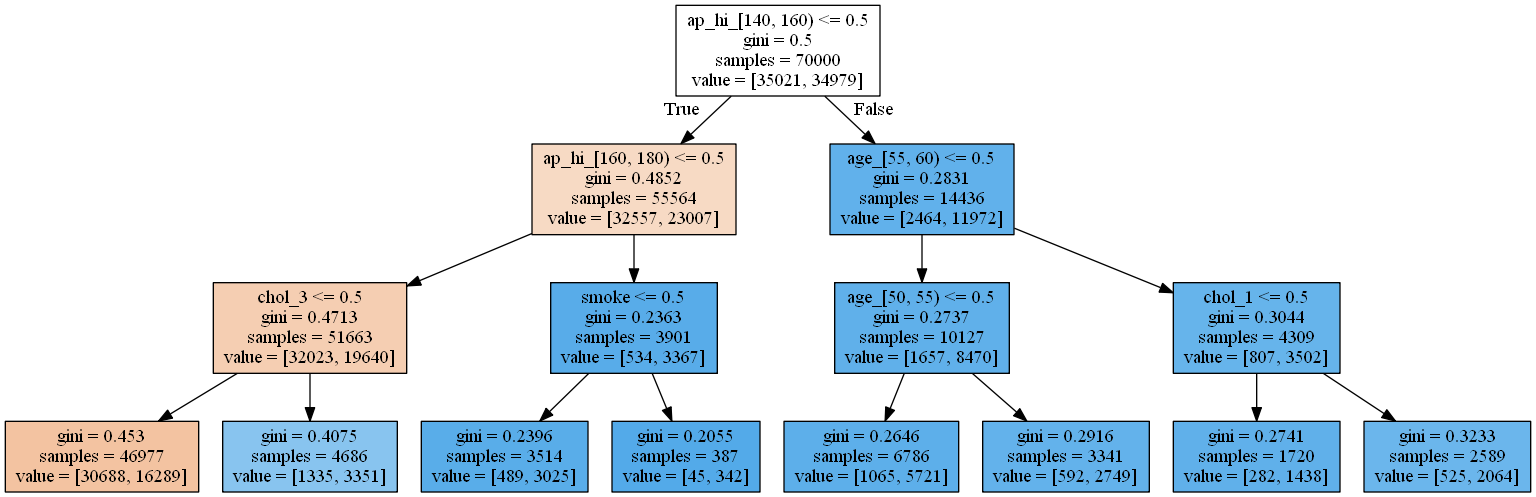 ap_hi_[140, 160) <= 0.5
gini = 0.5
samples = 70000
value = [35021, 34979]
True
False
ap_hi_[160, 180) <= 0.5
gini = 0.4852
samples = 55564
value = [32557, 23007]
age_[55, 60) <= 0.5
gini = 0.2831
samples = 14436
value = [2464, 11972]
chol_3 <= 0.5
gini = 0.4713
samples = 51663
value = [32023, 19640]
smoke <= 0.5
gini = 0.2363
samples = 3901
value = [534, 3367]
age_[50, 55) <= 0.5
gini = 0.2737
samples = 10127
value = [1657, 8470]
chol_1 <= 0.5
gini = 0.3044
samples = 4309
value = [807, 3502]
gini = 0.453
samples = 46977
value = [30688, 16289]
gini = 0.4075
samples = 4686
value = [1335, 3351]
gini = 0.2396
samples = 3514
value = [489, 3025]
gini = 0.2055
samples = 387
value = [45, 342]
gini = 0.2646
samples = 6786
value = [1065, 5721]
gini = 0.2916
samples = 3341
value = [592, 2749]
gini = 0.2741
samples = 1720
value = [282, 1438]
gini = 0.3233
samples = 2589
value = [525, 2064]